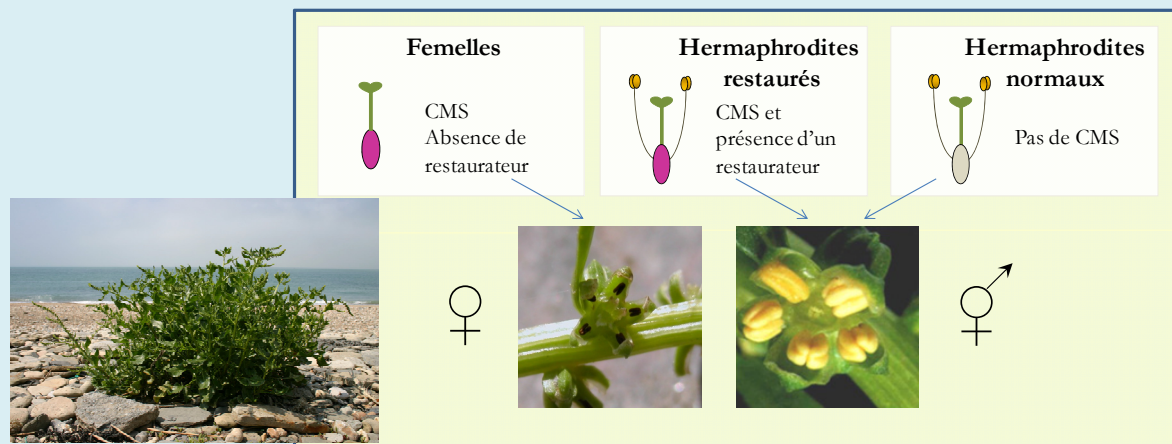 Femelles
CMS
Absence de
restaurateur
Hermaphrodites
restaurés
CMS et
présence d'un
restaurateur
Hermaphrodites
normaux
Pas de CMS